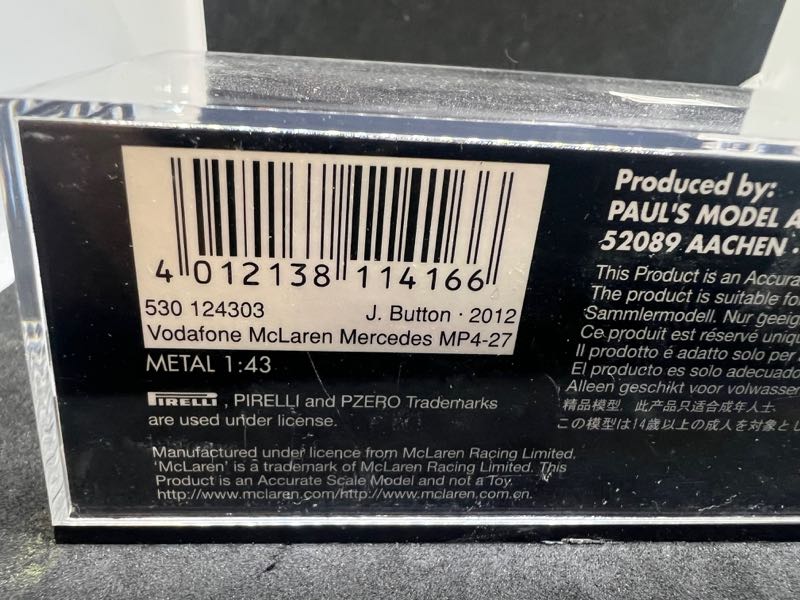 4 012138 114166
530 124303 J. Button · 2012
Vodafone McLaren Mercedes MP4-27
METAL 1:43
PIRELLI, PIRELLI and PZERO Trademarks
are used under license.
Manufactured under licence from McLaren Racing Limited.
'McLaren' is a trademark of McLaren Racing Limited. This
Product is an Accurate Scale Model and not a Toy.
http://www.mclaren.com/http://www.mclaren.com.cn.
Produced by:
PAUL'S MODEL A
52089 AACHEN ·
This Product is an Accura
The product is suitable fo
Sammlermodell. Nur geeig
Ce produit est réservé uniq
Il prodotto é adatto solo per
El producto es solo adecuado
Alleen geschikt voor volwasse
精品模型，此产品只适合成年人士
この模型は14歳以上の成人を対象とし